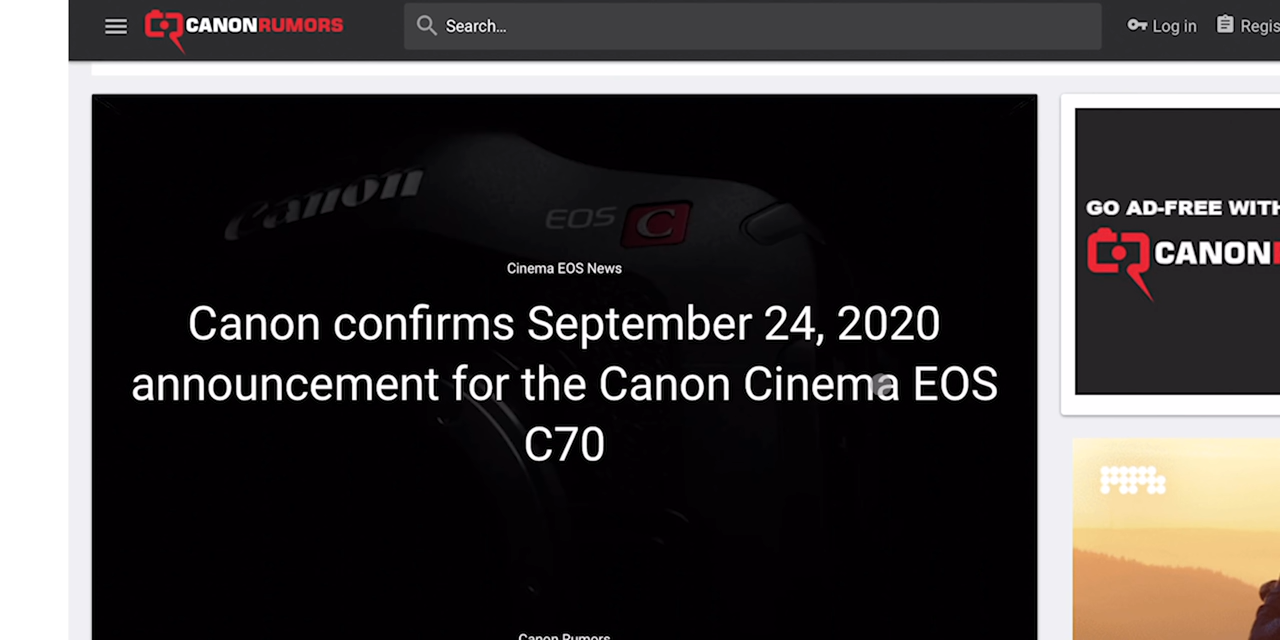 CANONRUMORS
Search...
Log in
Regis
Canon
EOS C
Cinema EOS News
Canon confirms September 24, 2020
announcement for the Canon Cinema EOS
C70
Canon Rumors
GO AD-FREE WITH
CANON